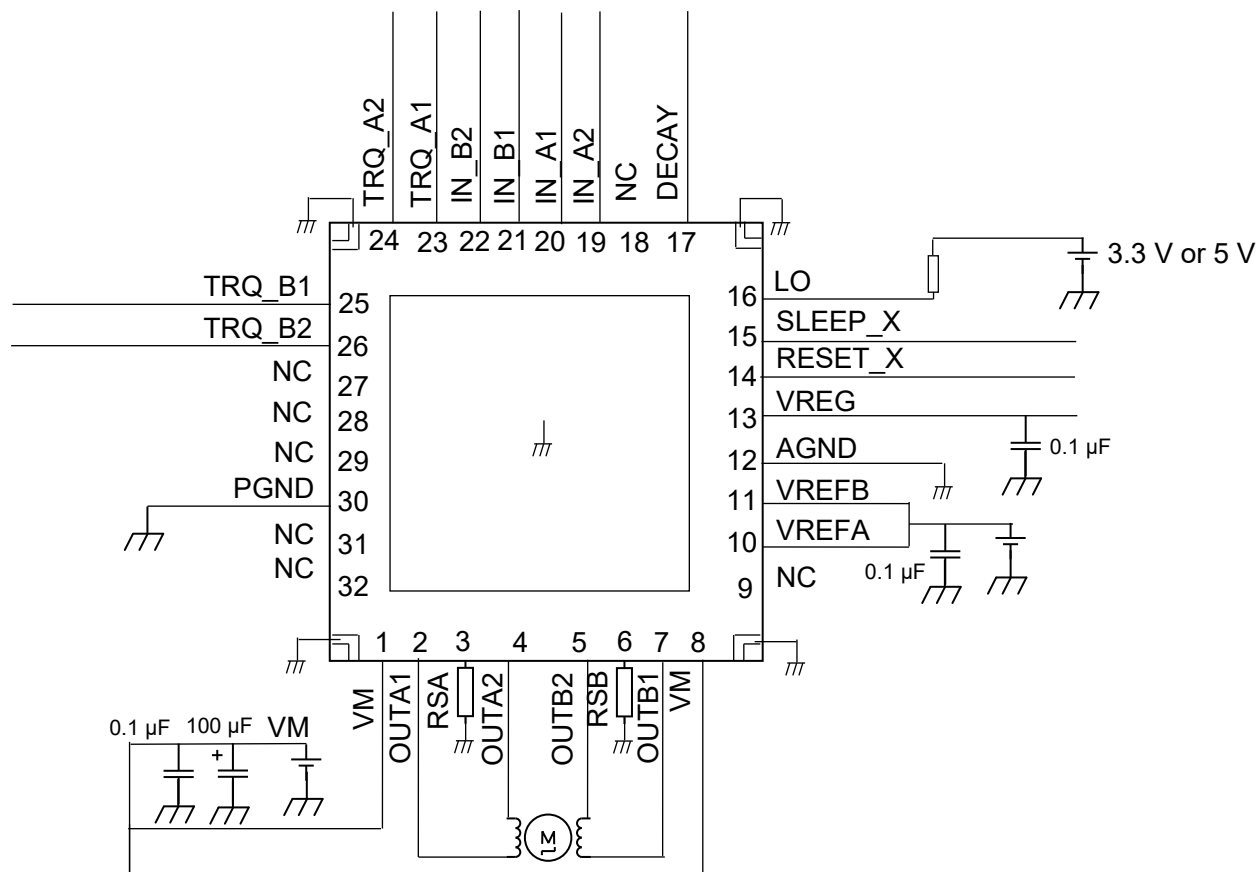 TRQ_A2
TRQ_A1
IN_B2
IN_B1
IN_A1
IN_A2
NC
DECAY
24
23
22
21
20
19
18
17
TRQ_B1
25
TRQ_B2
26
NC
27
NC
28
NC
29
PGND
30
NC
31
NC
32
16
LO
3.3 V or 5 V
15
SLEEP_X
14
RESET_X
13
VREG
0.1 µF
12
AGND
11
VREFB
10
VREFA
0.1 µF
9
NC
1
2
3
4
5
6
7
8
VM
OUTA1
RSA
OUTA2
OUTB2
RSB
OUTB1
VM
0.1 µF
100 µF
VM
+
M